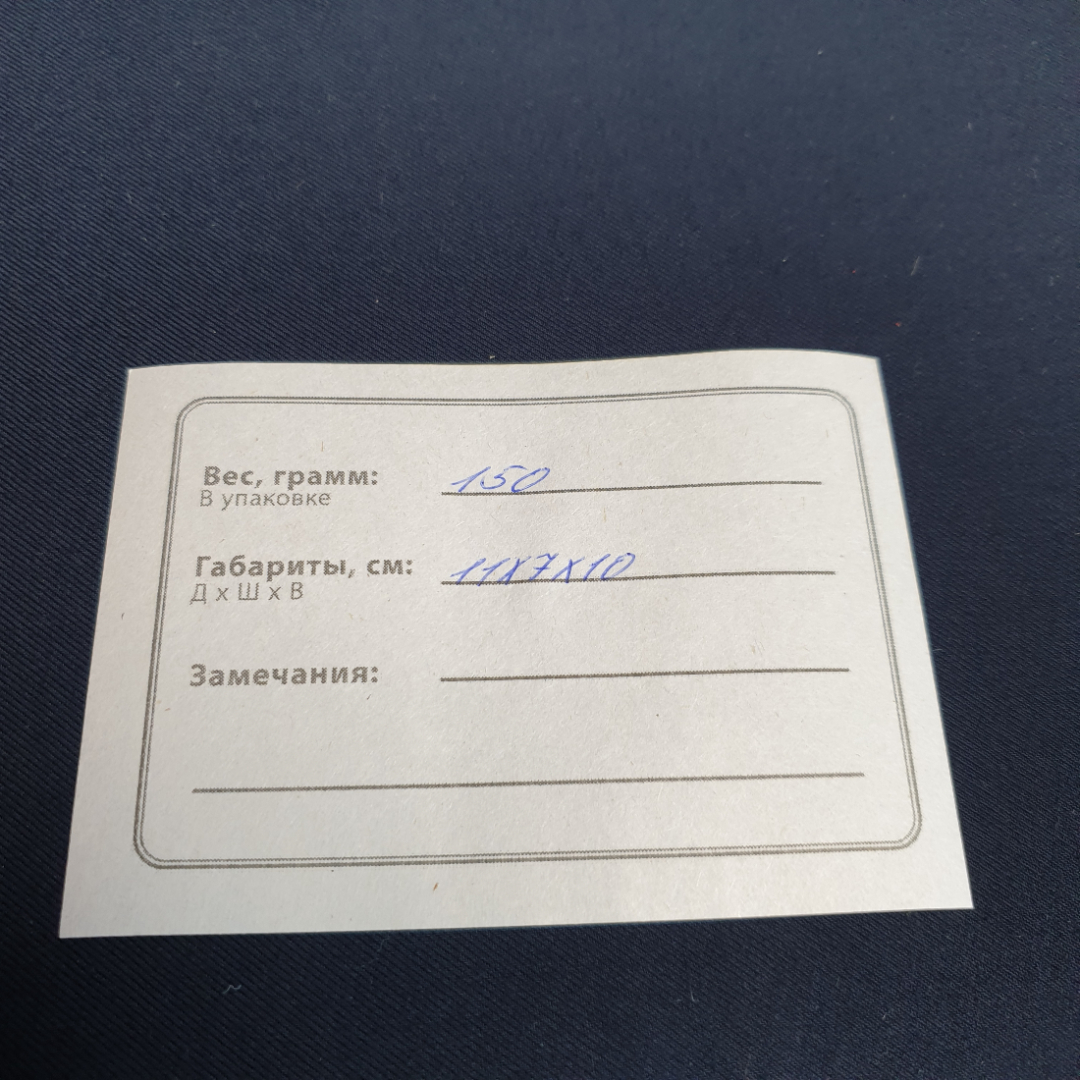 Вес, грамм: 150
В упаковке
Габариты, см: 11х7х10
Д х Ш х В
Замечания: